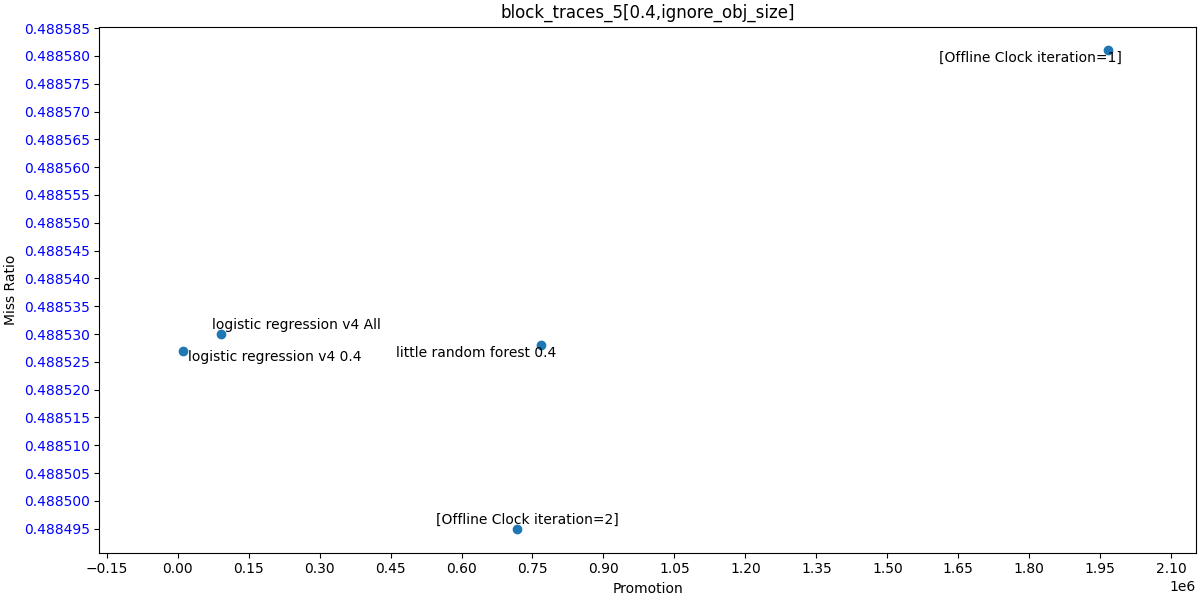 block_traces_5[0.4,ignore_obj_size]
0.488585
0.488580
0.488575
0.488570
0.488565
0.488560
0.488555
0.488550
0.488545
0.488540
0.488535
0.488530
0.488525
0.488520
0.488515
0.488510
0.488505
0.488500
0.488495
Miss Ratio
[Offline Clock iteration=1]
logistic regression v4 All
logistic regression v4 0.4
little random forest 0.4
[Offline Clock iteration=2]
−0.15 0.00 0.15 0.30 0.45 0.60 0.75 0.90 1.05 1.20 1.35 1.50 1.65 1.80 1.95 2.10
1e6
Promotion